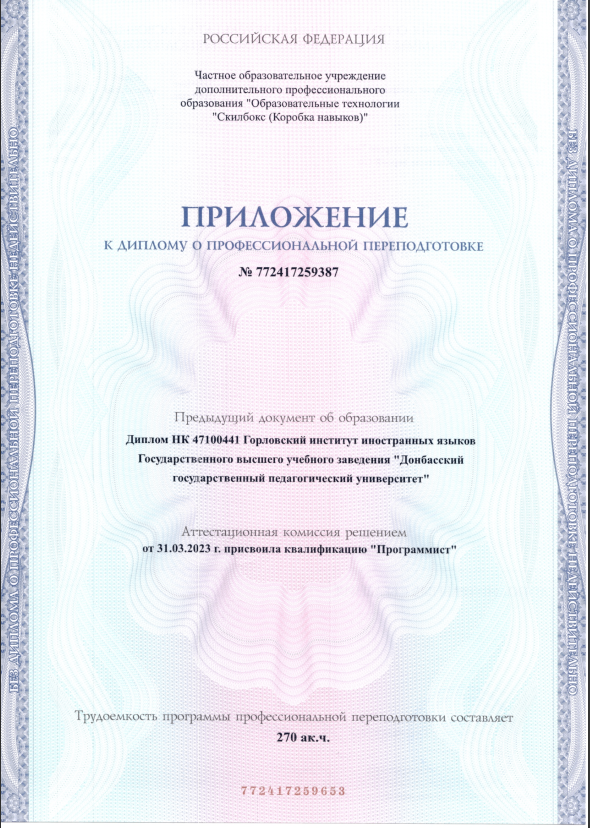 РОССИЙСКАЯ ФЕДЕРАЦИЯ
Частное образовательное учреждение
дополнительного профессионального
образования "Образовательные технологии
"Скилбокс (Коробка навыков)"
ПРИЛОЖЕНИЕ
К ДИПЛОМУ О ПРОФЕССИОНАЛЬНОЙ ПЕРЕПОДГОТОВКЕ
№ 772417259387
Предыдущий документ об образовании
Диплом НК 47100441 Горловский институт иностранных языков
Государственного высшего учебного заведения "Донбасский
государственный педагогический университет"
Аттестационная комиссия решением
от 31.03.2023 г. присвоила квалификацию "Программист"
Трудоемкость программы профессиональной переподготовки составляет
270 ак.ч.
772417259653
БЕЗ ДИПЛОМА О ПРОФЕССИОНАЛЬНОЙ ПЕРЕПОДГОТОВКЕ НЕДЕЙСТВИТЕЛЬНО
БЕЗ ДИПЛОМА О ПРОФЕССИОНАЛЬНОЙ ПЕРЕПОДГОТОВКЕ НЕДЕЙСТВИТЕЛЬНО